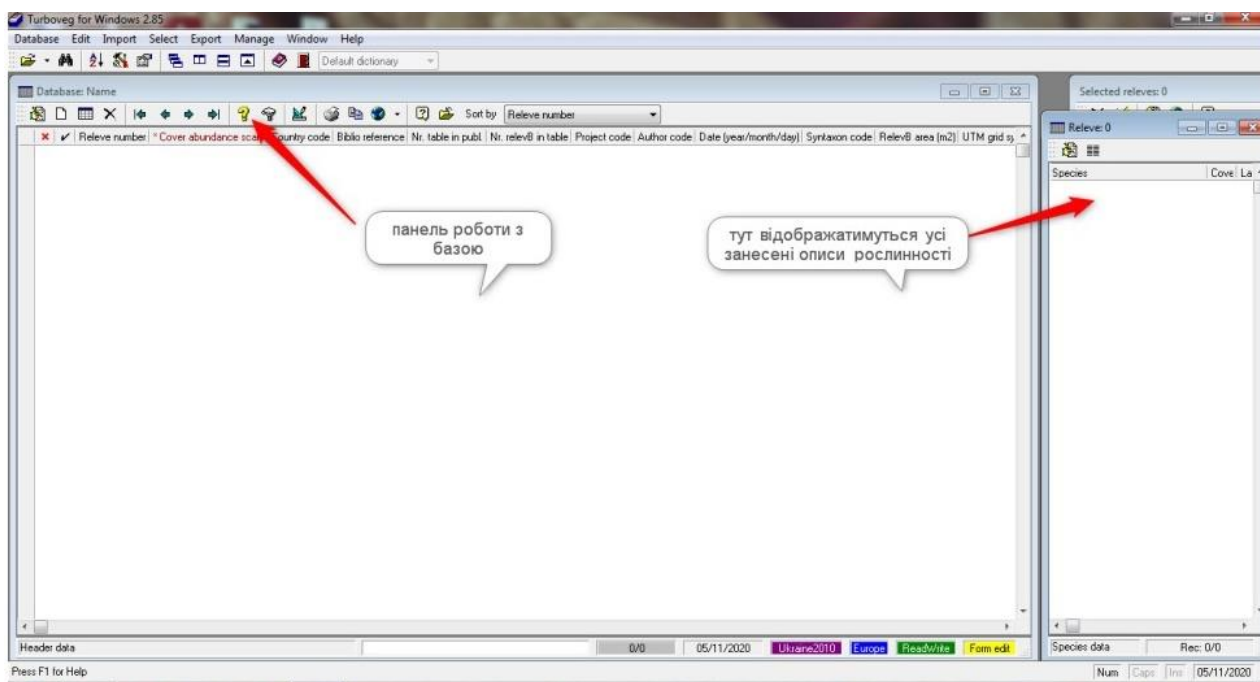 Turboveg for Windows 2.85
Database Edit Import Select Export Manage Window Help
Default dictionary
Database: Name
Selected releves: 0
Sort by Releve number
Releve: 0
Releve number * Cover abundance scal Country code Biblio reference Nr. table in publ. Nr. relevß in table Project code Author code Date (year/month/day) Syntaxon code Relevß area (m2) UTM grid sy
Species Cove La
панель роботи з
базою
тут відображатимуться усі
занесені описи рослинності
Header data 0/0 05/11/2020 Ukraine2010 Europe ReadWrite Form edit
Species data Rec: 0/0
Press F1 for Help Num Caps Ins 05/11/2020